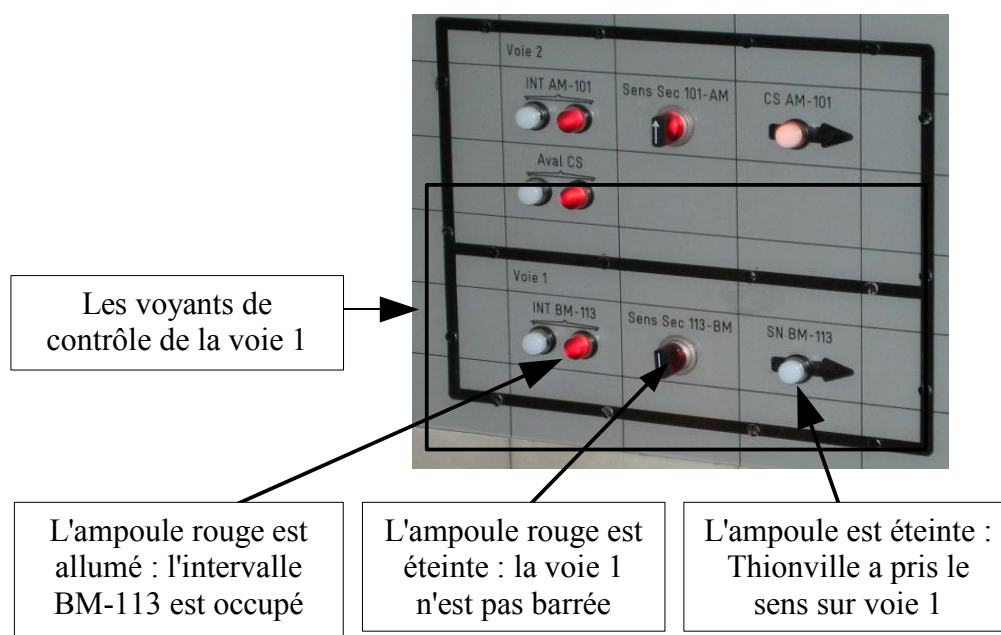 Voie 2
INT AM-101
Sens Sec 101-AM
CS AM-101
Aval CS
Voie 1
INT BM-113
Sens Sec 113-BM
SN BM-113
Les voyants de
contrôle de la voie 1
L'ampoule rouge est
allumé : l'intervalle
BM-113 est occupé
L'ampoule rouge est
éteinte : la voie 1
n'est pas barrée
L'ampoule est éteinte :
Thionville a pris le
sens sur voie 1